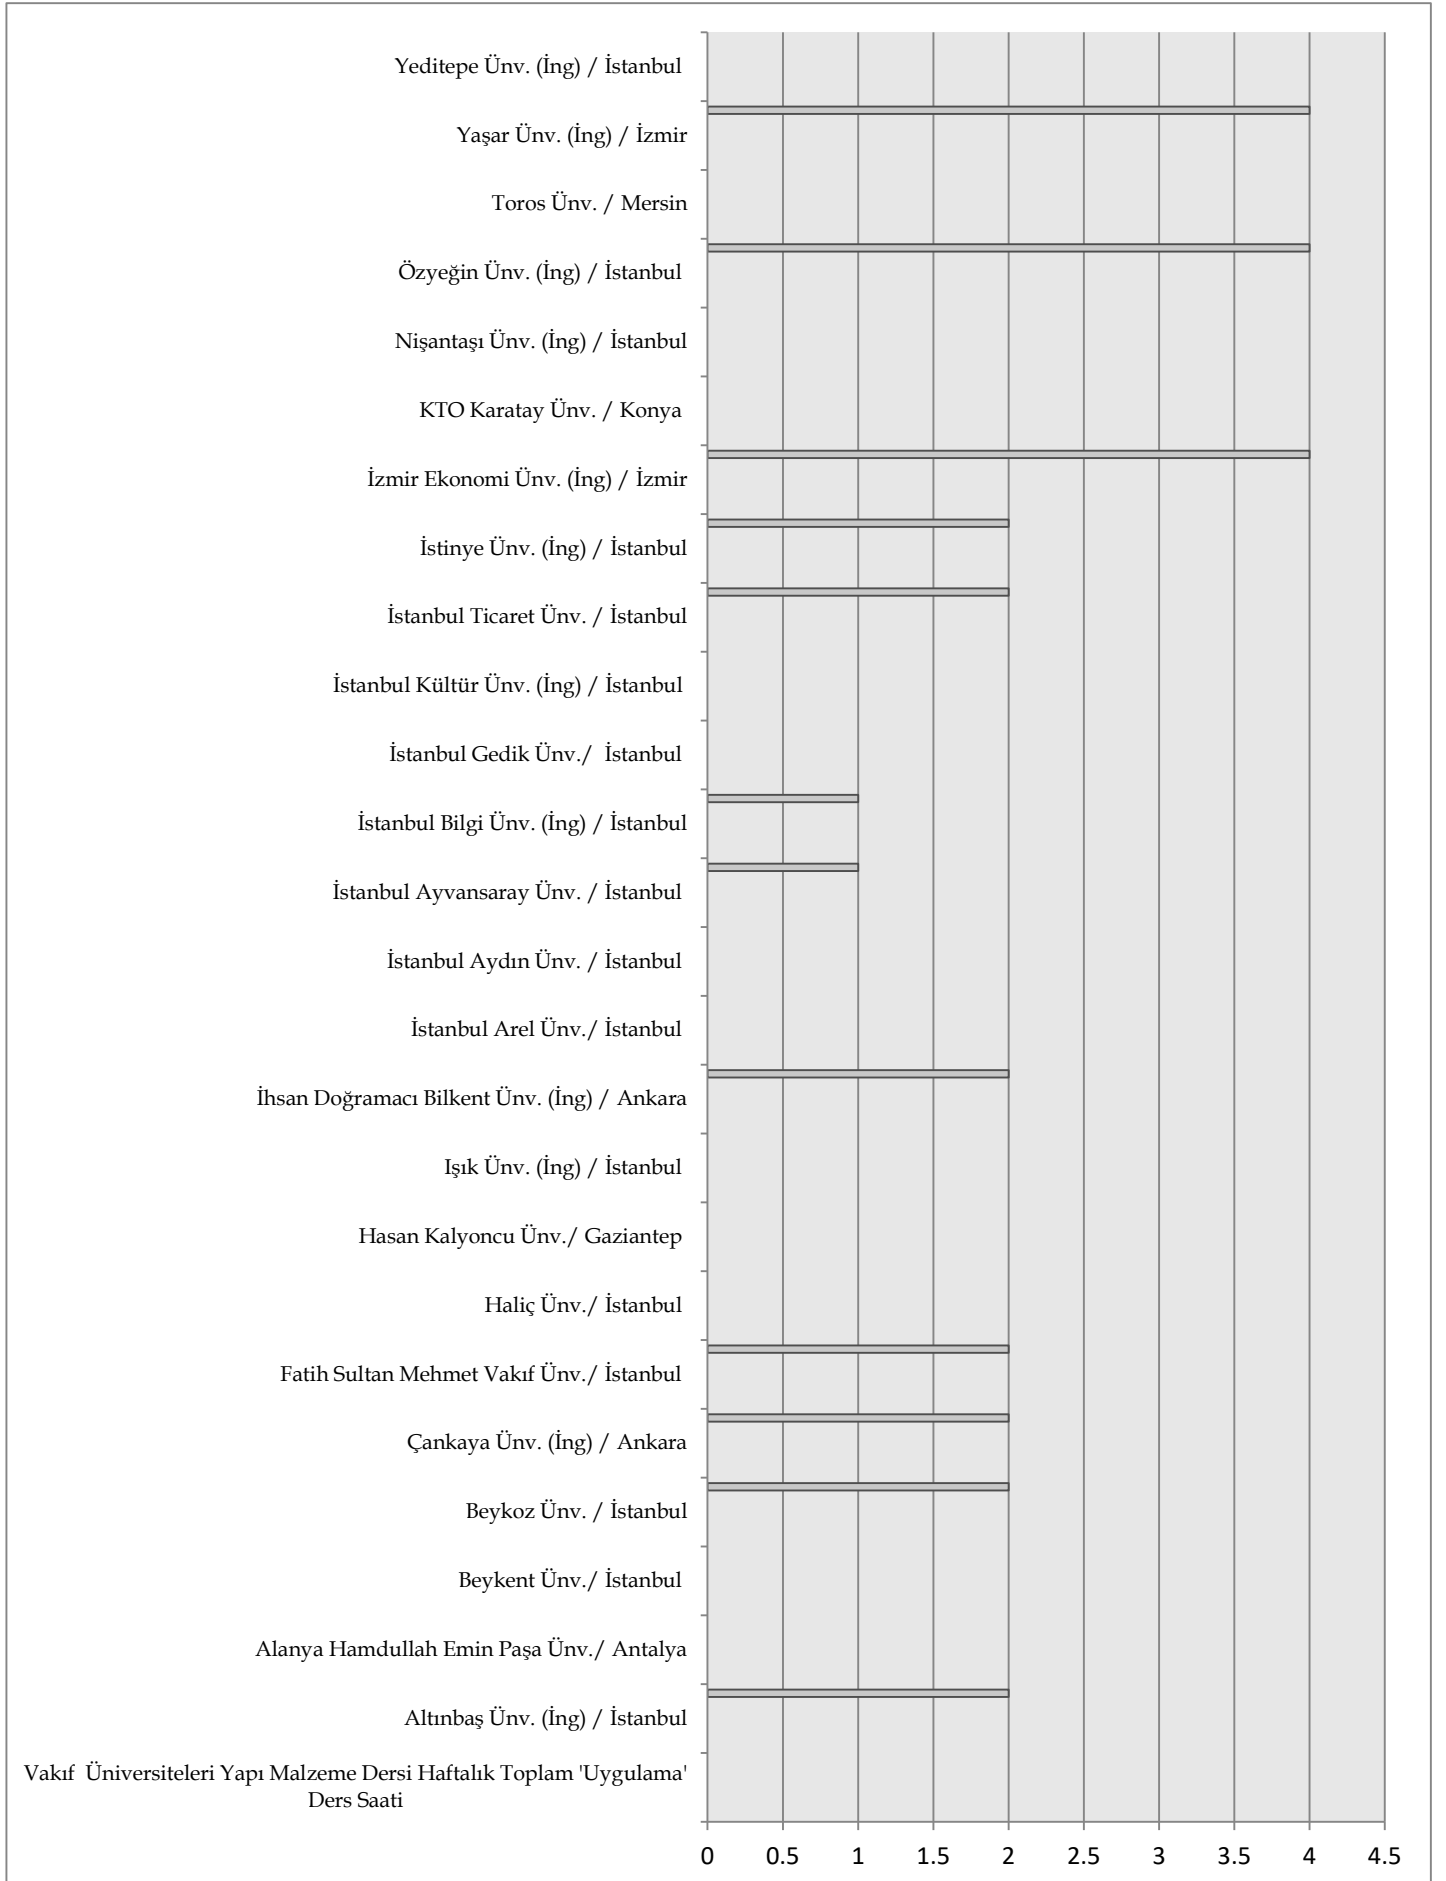 Yeditepe Ünv. (İng) / İstanbul
Yaşar Ünv. (İng) / İzmir
Toros Ünv. / Mersin
Özyeğin Ünv. (İng) / İstanbul
Nişantaşı Ünv. (İng) / İstanbul
KTO Karatay Ünv. / Konya
İzmir Ekonomi Ünv. (İng) / İzmir
İstinye Ünv. (İng) / İstanbul
İstanbul Ticaret Ünv. / İstanbul
İstanbul Kültür Ünv. (İng) / İstanbul
İstanbul Gedik Ünv./ İstanbul
İstanbul Bilgi Ünv. (İng) / İstanbul
İstanbul Ayvansaray Ünv. / İstanbul
İstanbul Aydın Ünv. / İstanbul
İstanbul Arel Ünv./ İstanbul
İhsan Doğramacı Bilkent Ünv. (İng) / Ankara
Işık Ünv. (İng) / İstanbul
Hasan Kalyoncu Ünv./ Gaziantep
Haliç Ünv./ İstanbul
Fatih Sultan Mehmet Vakıf Ünv./ İstanbul
Çankaya Ünv. (İng) / Ankara
Beykoz Ünv. / İstanbul
Beykent Ünv./ İstanbul
Alanya Hamdullah Emin Paşa Ünv./ Antalya
Altınbaş Ünv. (İng) / İstanbul
Vakıf Üniversiteleri Yapı Malzeme Dersi Haftalık Toplam 'Uygulama'
Ders Saati
0 0.5 1 1.5 2 2.5 3 3.5 4 4.5